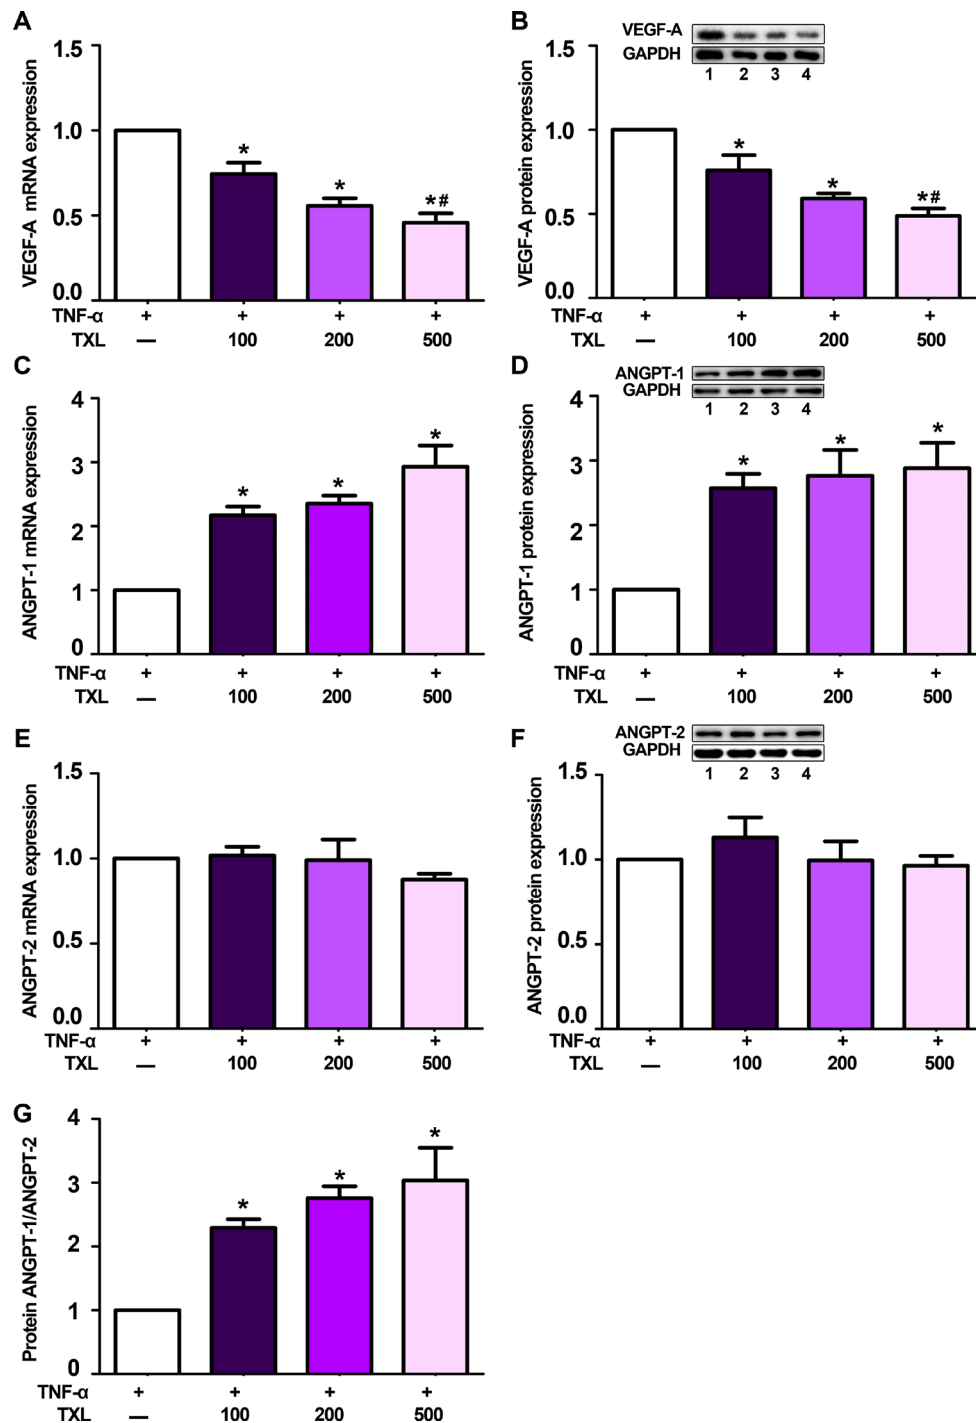 A
VEGF-A mRNA expression
1.5
1.0
0.5
0.0
*
*
*#
TNF-α + + + +
TXL — 100 200 500
B
VEGF-A
GAPDH
1 2 3 4
VEGF-A protein expression
1.5
1.0
0.5
0.0
*
*
*#
TNF-α + + + +
TXL — 100 200 500
C
ANGPT-1 mRNA expression
4
3
2
1
0
*
*
*
TNF-α + + + +
TXL — 100 200 500
D
ANGPT-1
GAPDH
1 2 3 4
ANGPT-1 protein expression
4
3
2
1
0
*
*
*
TNF-α + + + +
TXL — 100 200 500
E
ANGPT-2 mRNA expression
1.5
1.0
0.5
0.0
TNF-α + + + +
TXL — 100 200 500
F
ANGPT-2
GAPDH
1 2 3 4
ANGPT-2 protein expression
1.5
1.0
0.5
0.0
TNF-α + + + +
TXL — 100 200 500
G
Protein ANGPT-1/ANGPT-2
4
3
2
1
0
*
*
*
TNF-α + + + +
TXL — 100 200 500